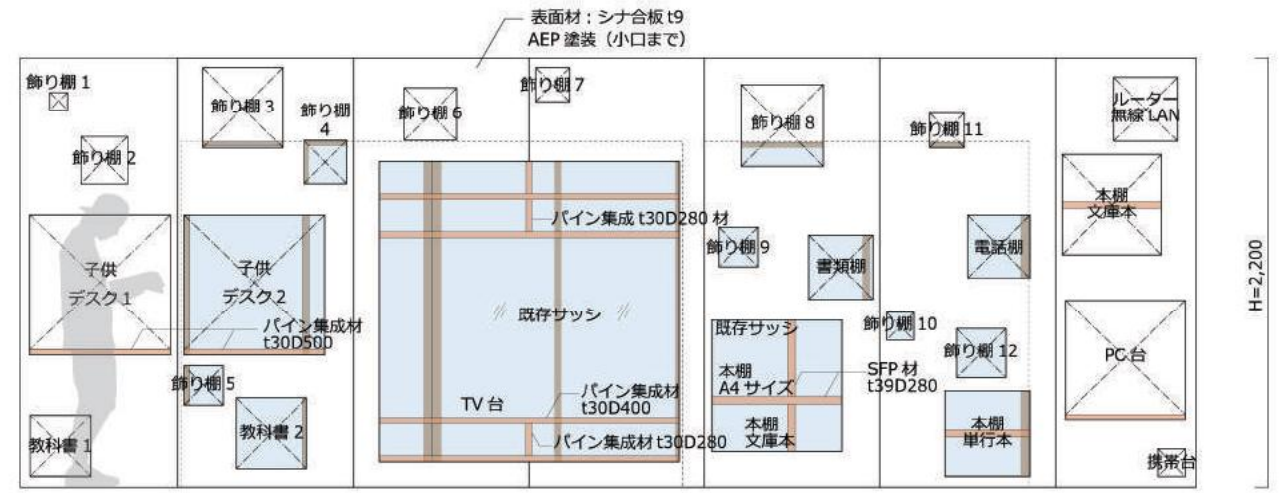 表面材：シナ合板 t9
AEP 塗装（小口まで）
飾り棚 1
飾り棚 2
飾り棚 3
飾り棚
4
飾り棚 6
飾り棚 7
飾り棚 8
飾り棚 11
ルーター
無線 LAN
本棚
文庫本
パイン集成 t30D280 材
飾り棚 9
書類棚
電話棚
子供
デスク 1
子供
デスク 2
パイン集成材
t30D500
既存サッシ
既存サッシ
飾り棚 10
飾り棚 12
PC 台
H=2,200
飾り棚 5
TV 台
パイン集成材
t30D400
本棚
A4 サイズ
SFP 材
t39D280
教科書 1
教科書 2
パイン集成材 t30D280
本棚
文庫本
本棚
単行本
携帯台